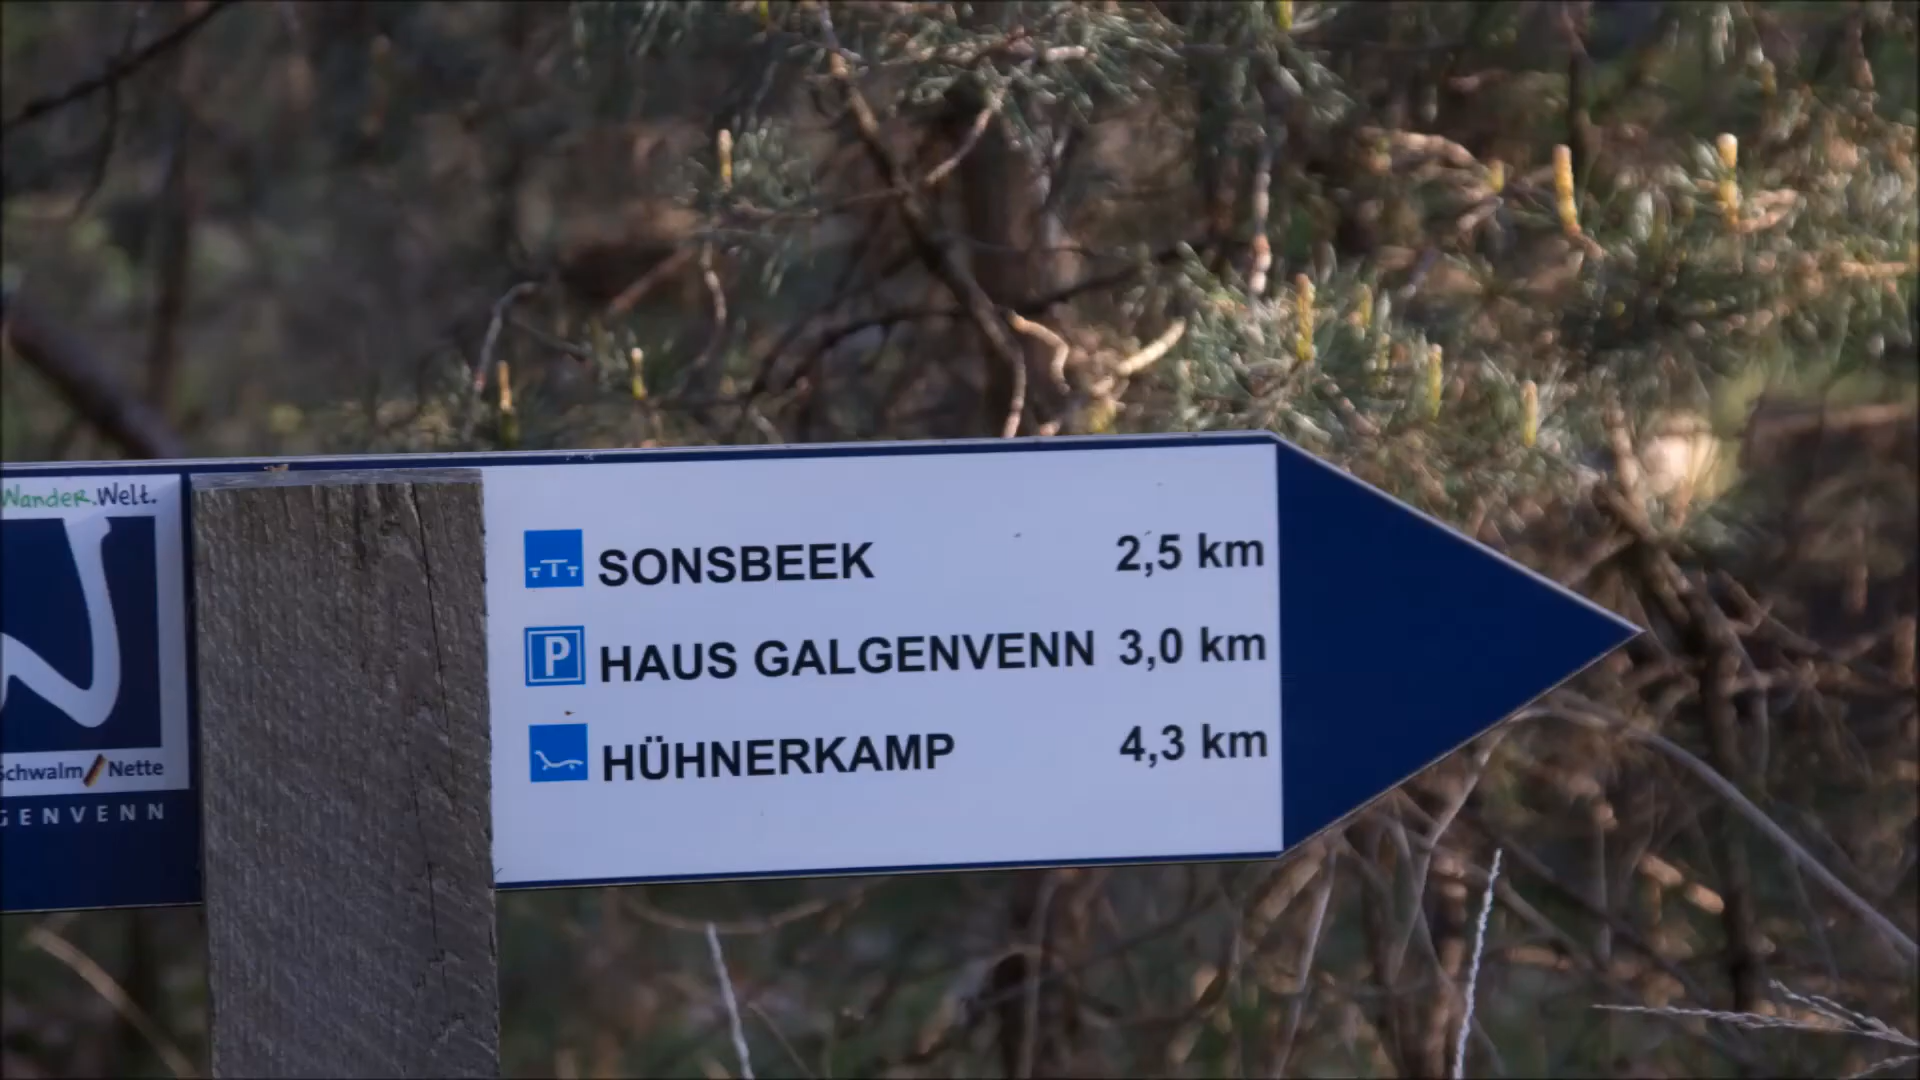 Wander.Welt.
Schwalm Nette
GENVENN
SONSBEEK 2,5 km
P HAUS GALGENVENN 3,0 km
HÜHNERKAMP 4,3 km